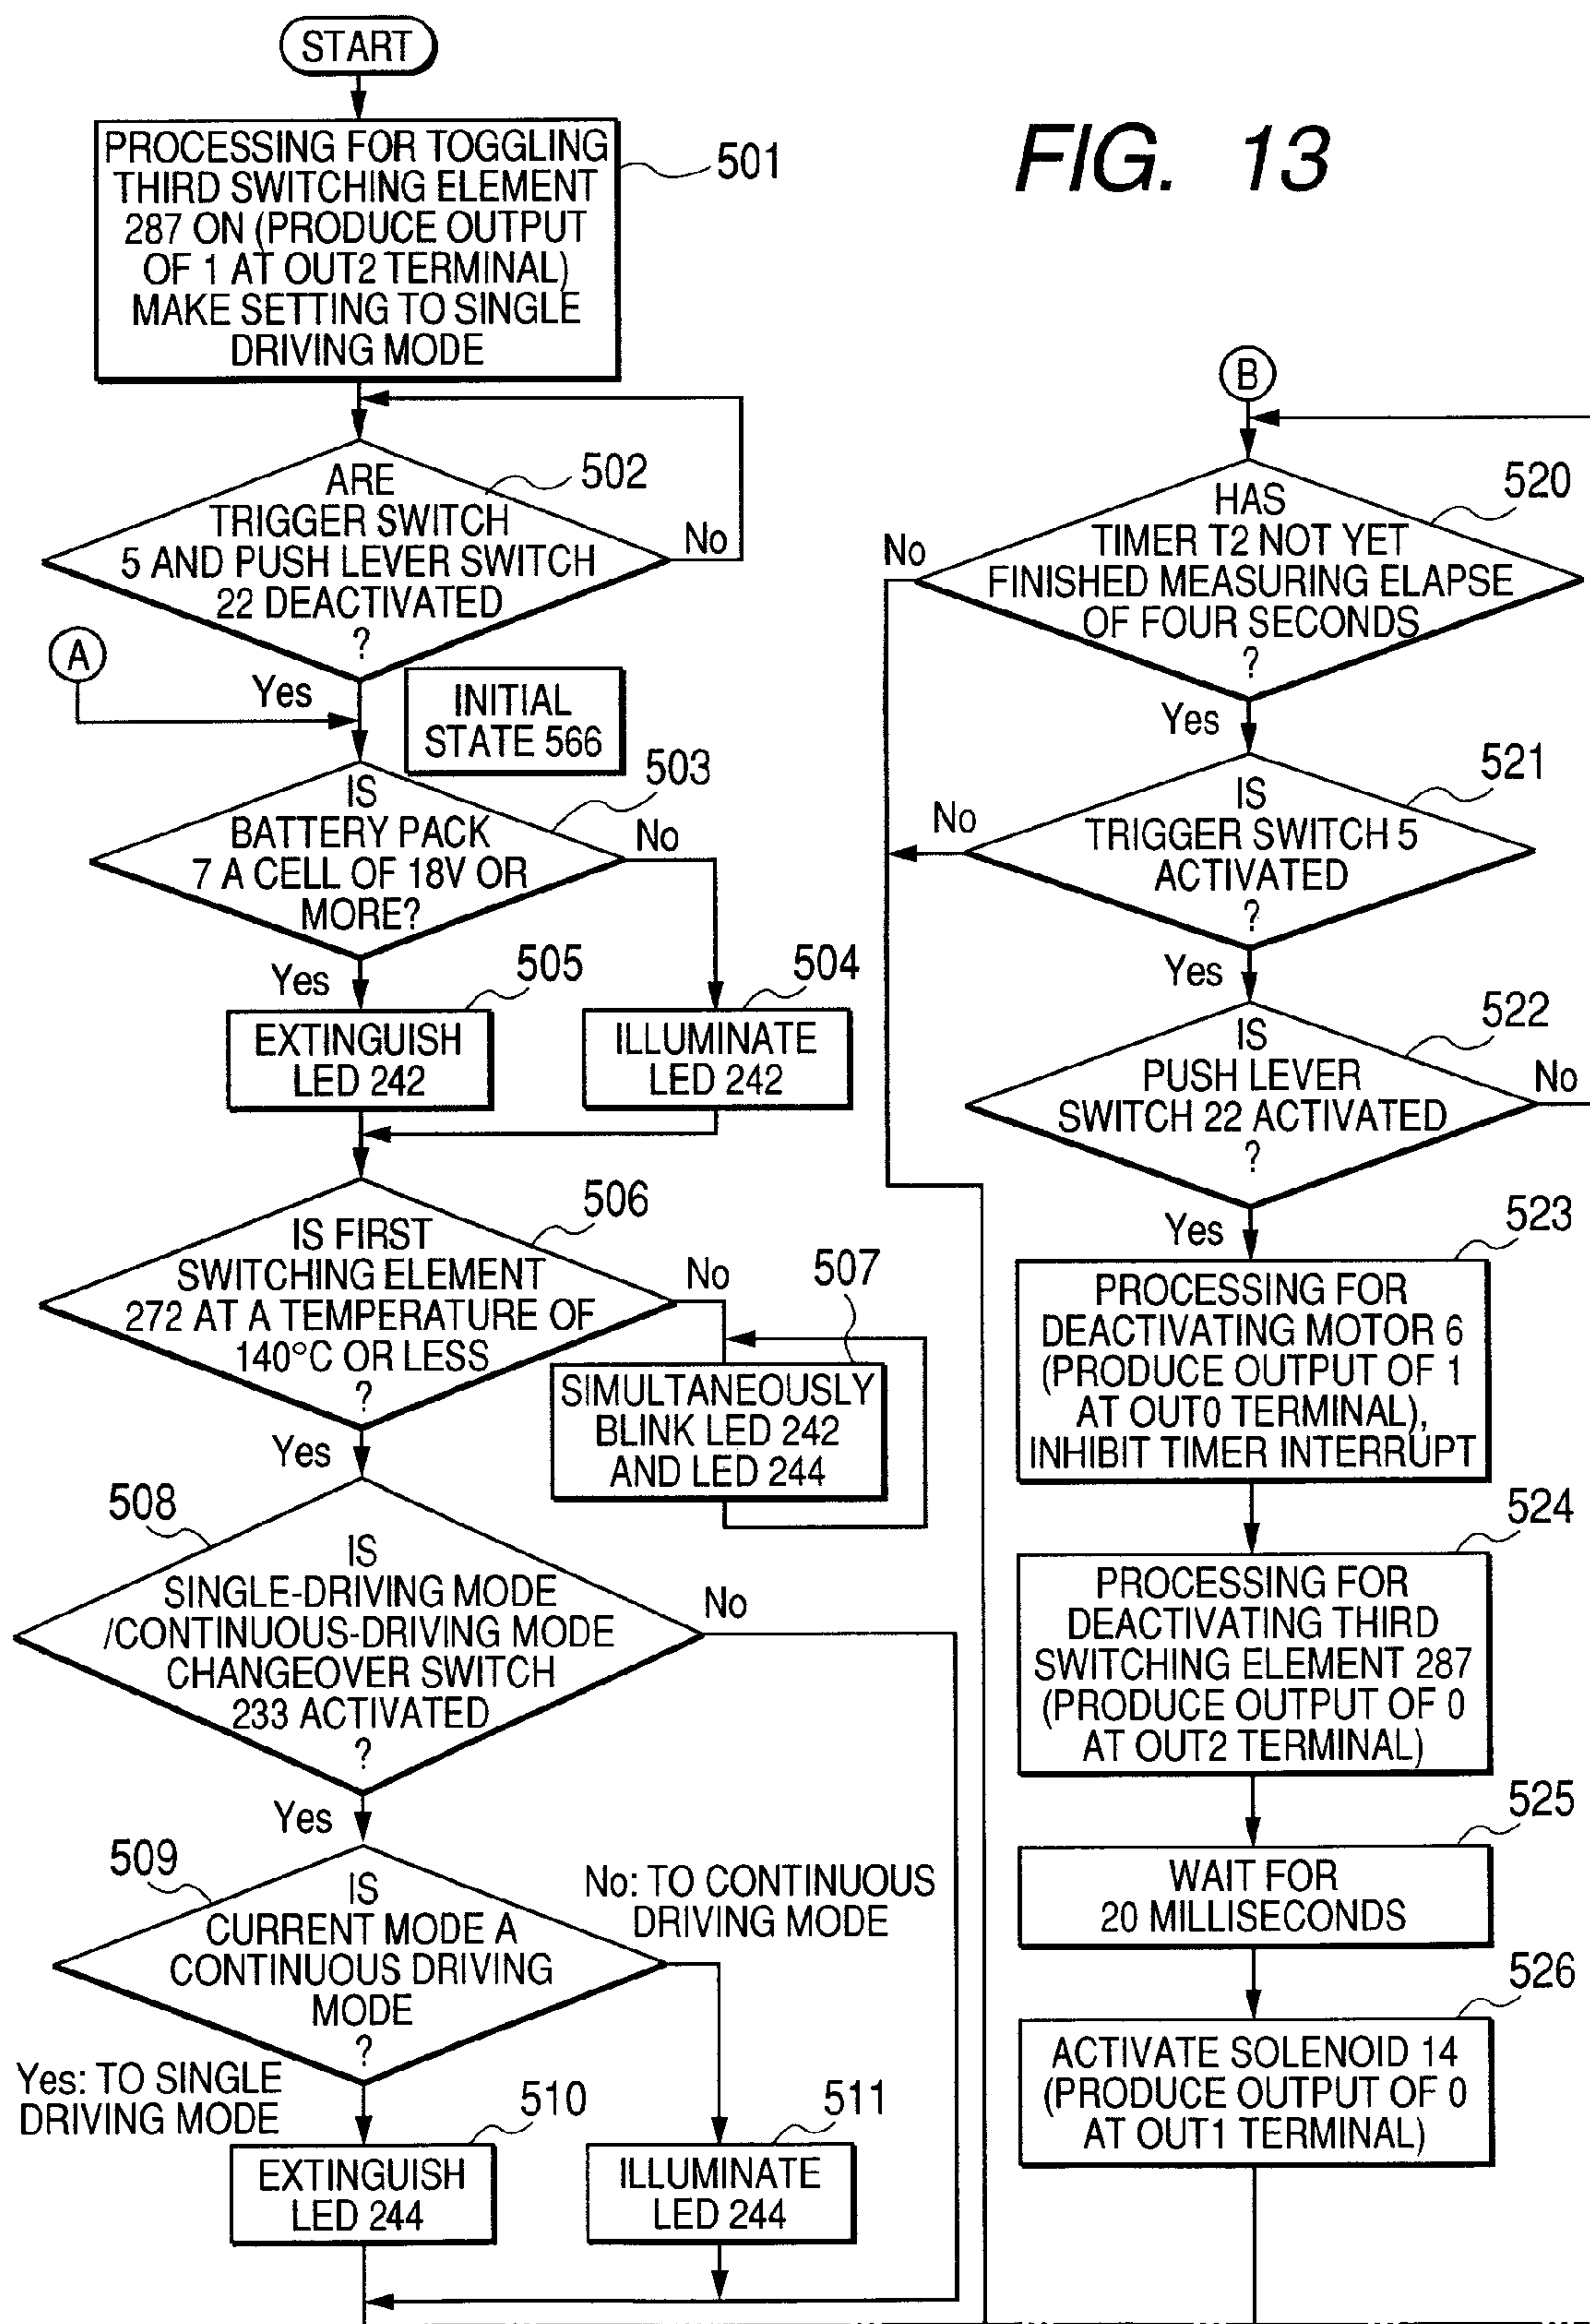 START
PROCESSING FOR TOGGLING
THIRD SWITCHING ELEMENT
287 ON (PRODUCE OUTPUT
OF 1 AT OUT2 TERMINAL)
MAKE SETTING TO SINGLE
DRIVING MODE
501
FIG. 13
ARE
TRIGGER SWITCH
5 AND PUSH LEVER SWITCH
22 DEACTIVATED
?
502
No
A
Yes
INITIAL
STATE 566
IS
BATTERY PACK
7 A CELL OF 18V OR
MORE?
503
No
Yes
505
504
EXTINGUISH
LED 242
ILLUMINATE
LED 242
IS FIRST
SWITCHING ELEMENT
272 AT A TEMPERATURE OF
140°C OR LESS
?
506
No
507
SIMULTANEOUSLY
BLINK LED 242
AND LED 244
Yes
508
IS
SINGLE-DRIVING MODE
/CONTINUOUS-DRIVING MODE
CHANGEOVER SWITCH
233 ACTIVATED
?
No
Yes
509
IS
CURRENT MODE A
CONTINUOUS DRIVING
MODE
?
No: TO CONTINUOUS
DRIVING MODE
Yes: TO SINGLE
DRIVING MODE
510
511
EXTINGUISH
LED 244
ILLUMINATE
LED 244
B
HAS
TIMER T2 NOT YET
FINISHED MEASURING ELAPSE
OF FOUR SECONDS
?
520
No
Yes
IS
TRIGGER SWITCH 5
ACTIVATED
?
521
No
Yes
IS
PUSH LEVER
SWITCH 22 ACTIVATED
?
522
No
Yes
523
PROCESSING FOR
DEACTIVATING MOTOR 6
(PRODUCE OUTPUT OF 1
AT OUT0 TERMINAL),
INHIBIT TIMER INTERRUPT
524
PROCESSING FOR
DEACTIVATING THIRD
SWITCHING ELEMENT 287
(PRODUCE OUTPUT OF 0
AT OUT2 TERMINAL)
525
WAIT FOR
20 MILLISECONDS
526
ACTIVATE SOLENOID 14
(PRODUCE OUTPUT OF 0
AT OUT1 TERMINAL)